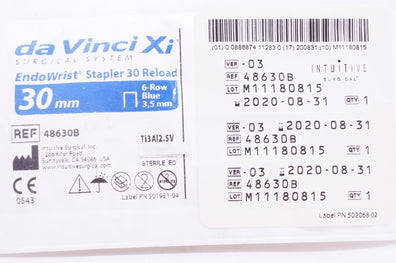 da Vinci Xi
SURGICAL SYSTEM
EndoWrist® Stapler 30 Reload
30 mm
6-Row
Blue
3,5 mm
REF 48630B
Ti3Al2.5V
Intuitive Surgical, Inc.
1266 Kifer Road
Sunnyvale, CA 94086 USA
www.intuitivesurgical.com
STERILE EO
0543
Label PN 501931-04
(01) 0 0886874 11283 0 (17) 200831 (10) M11180815
VER -03
REF 48630B
LOT M11180815
2020-08-31
QTY 1
INTUITIVE
SURGICAL®
VER -03 2020-08-31
REF 48630B
LOT M11180815 QTY 1
VER -03 2020-08-31
REF 48630B
LOT M11180815 QTY 1
Label PN 502068-02